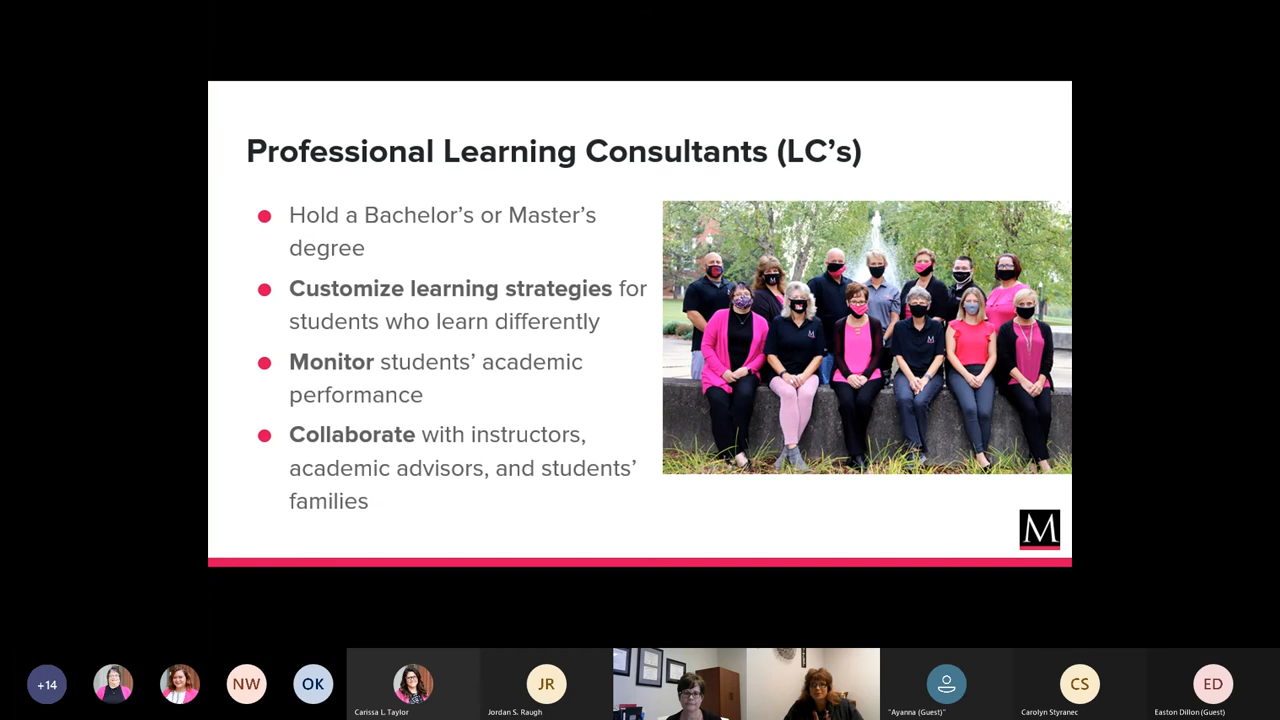 Professional Learning Consultants (LC’s)
Hold a Bachelor’s or Master’s
degree
Customize learning strategies for
students who learn differently
Monitor students’ academic
performance
Collaborate with instructors,
academic advisors, and students’
families
M
+14
NW
OK
Carissa L. Taylor
JR
Jordan S. Raugh
"Ayanna (Guest)"
CS
Carolyn Styranec
ED
Easton Dillon (Guest)